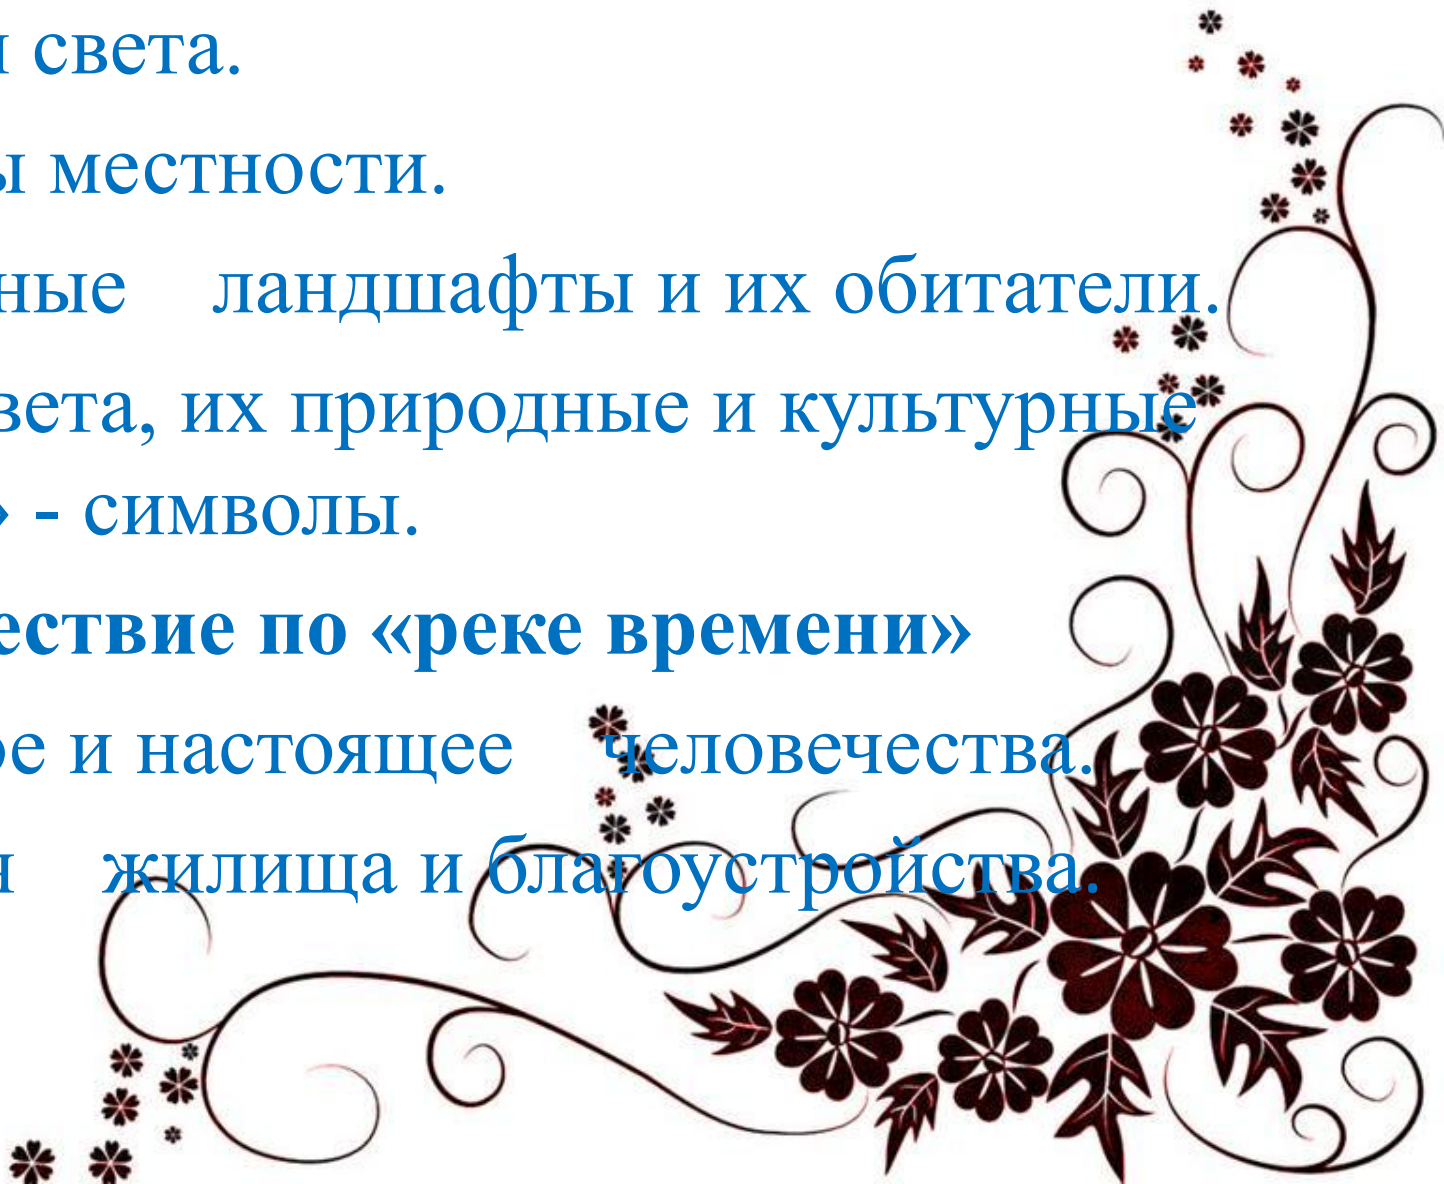 и света.
ы местности.
ные ландшафты и их обитатели.
вета, их природные и культурные
» - символы.
ествие по «реке времени»
ое и настоящее человечества.
я жилища и благоустройства.